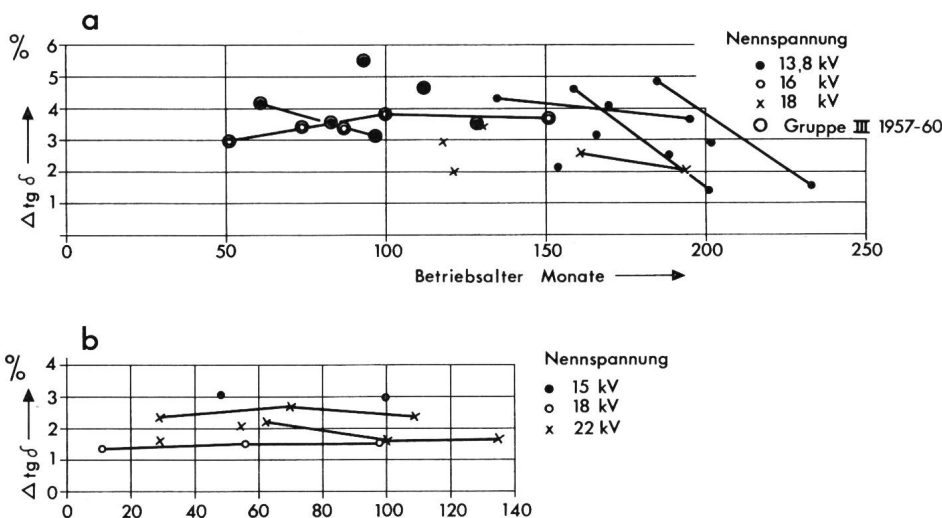 a
%
6
5
4
3
2
1
0
Δ tg δ
0 50 100 150 200 250
Betriebsalter Monate
Nennspannung
13,8 kV
16 kV
18 kV
Gruppe III 1957-60
b
%
4
3
2
1
0
Δ tg δ
0 20 40 60 80 100 120 140
Nennspannung
15 kV
18 kV
22 kV